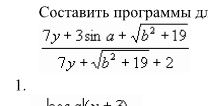 Составить программы
7y + 3sin a + √(b² + 19)
7y + √(b² + 19) + 2
1.